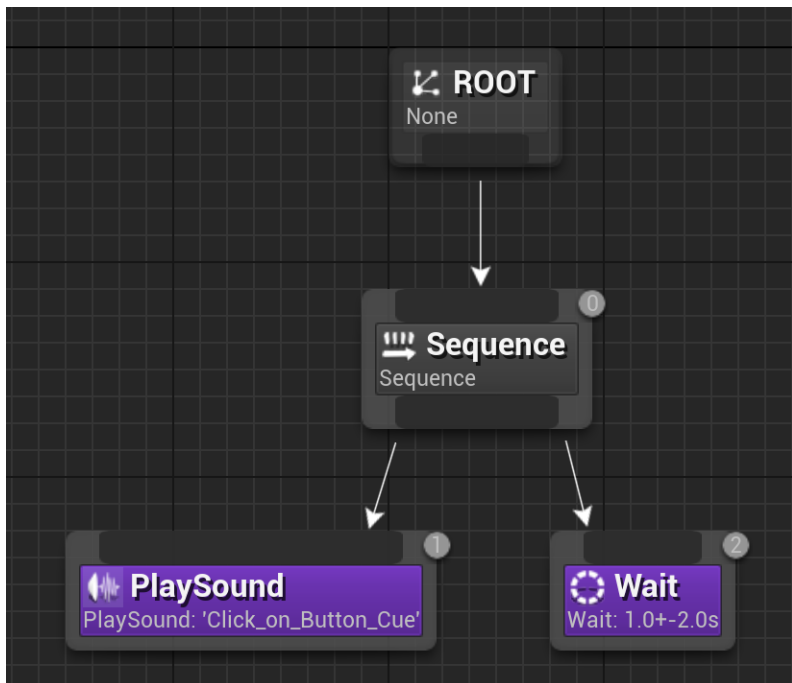 ROOT
None
0
Sequence
Sequence
1
PlaySound
PlaySound: 'Click_on_Button_Cue'
2
Wait
Wait: 1.0+-2.0s